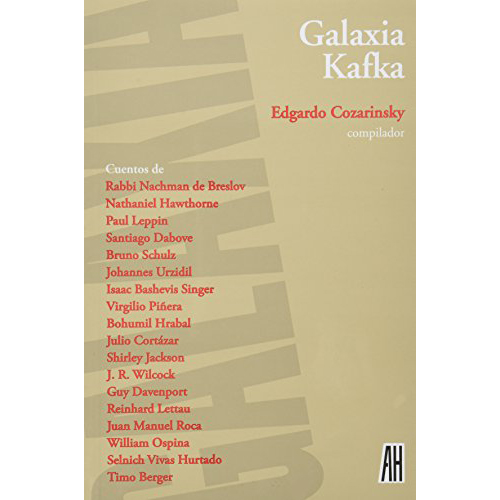 Galaxia
Kafka
Edgardo Cozarinsky
compilador
Cuentos de
Rabbi Nachman de Breslov
Nathaniel Hawthorne
Paul Leppin
Santiago Dabove
Bruno Schulz
Johannes Urzidil
Isaac Bashevis Singer
Virgilio Piñera
Bohumil Hrabal
Julio Cortázar
Shirley Jackson
J. R. Wilcock
Guy Davenport
Reinhard Lettau
Juan Manuel Roca
William Ospina
Selnich Vivas Hurtado
Timo Berger
AH